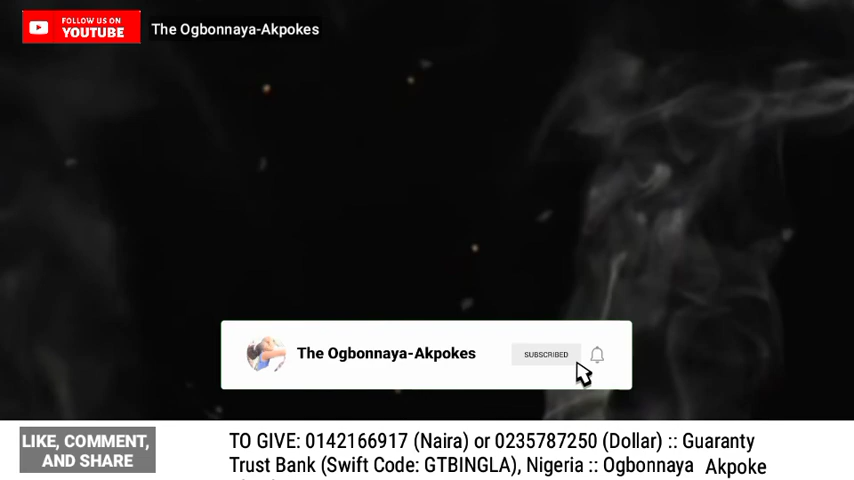 FOLLOW US ON
YOUTUBE
The Ogbonnaya-Akpokes
The Ogbonnaya-Akpokes
SUBSCRIBED
LIKE, COMMENT,
AND SHARE
TO GIVE: 0142166917 (Naira) or 0235787250 (Dollar) :: Guaranty
Trust Bank (Swift Code: GTBINGLA), Nigeria :: Ogbonnaya Akpoke